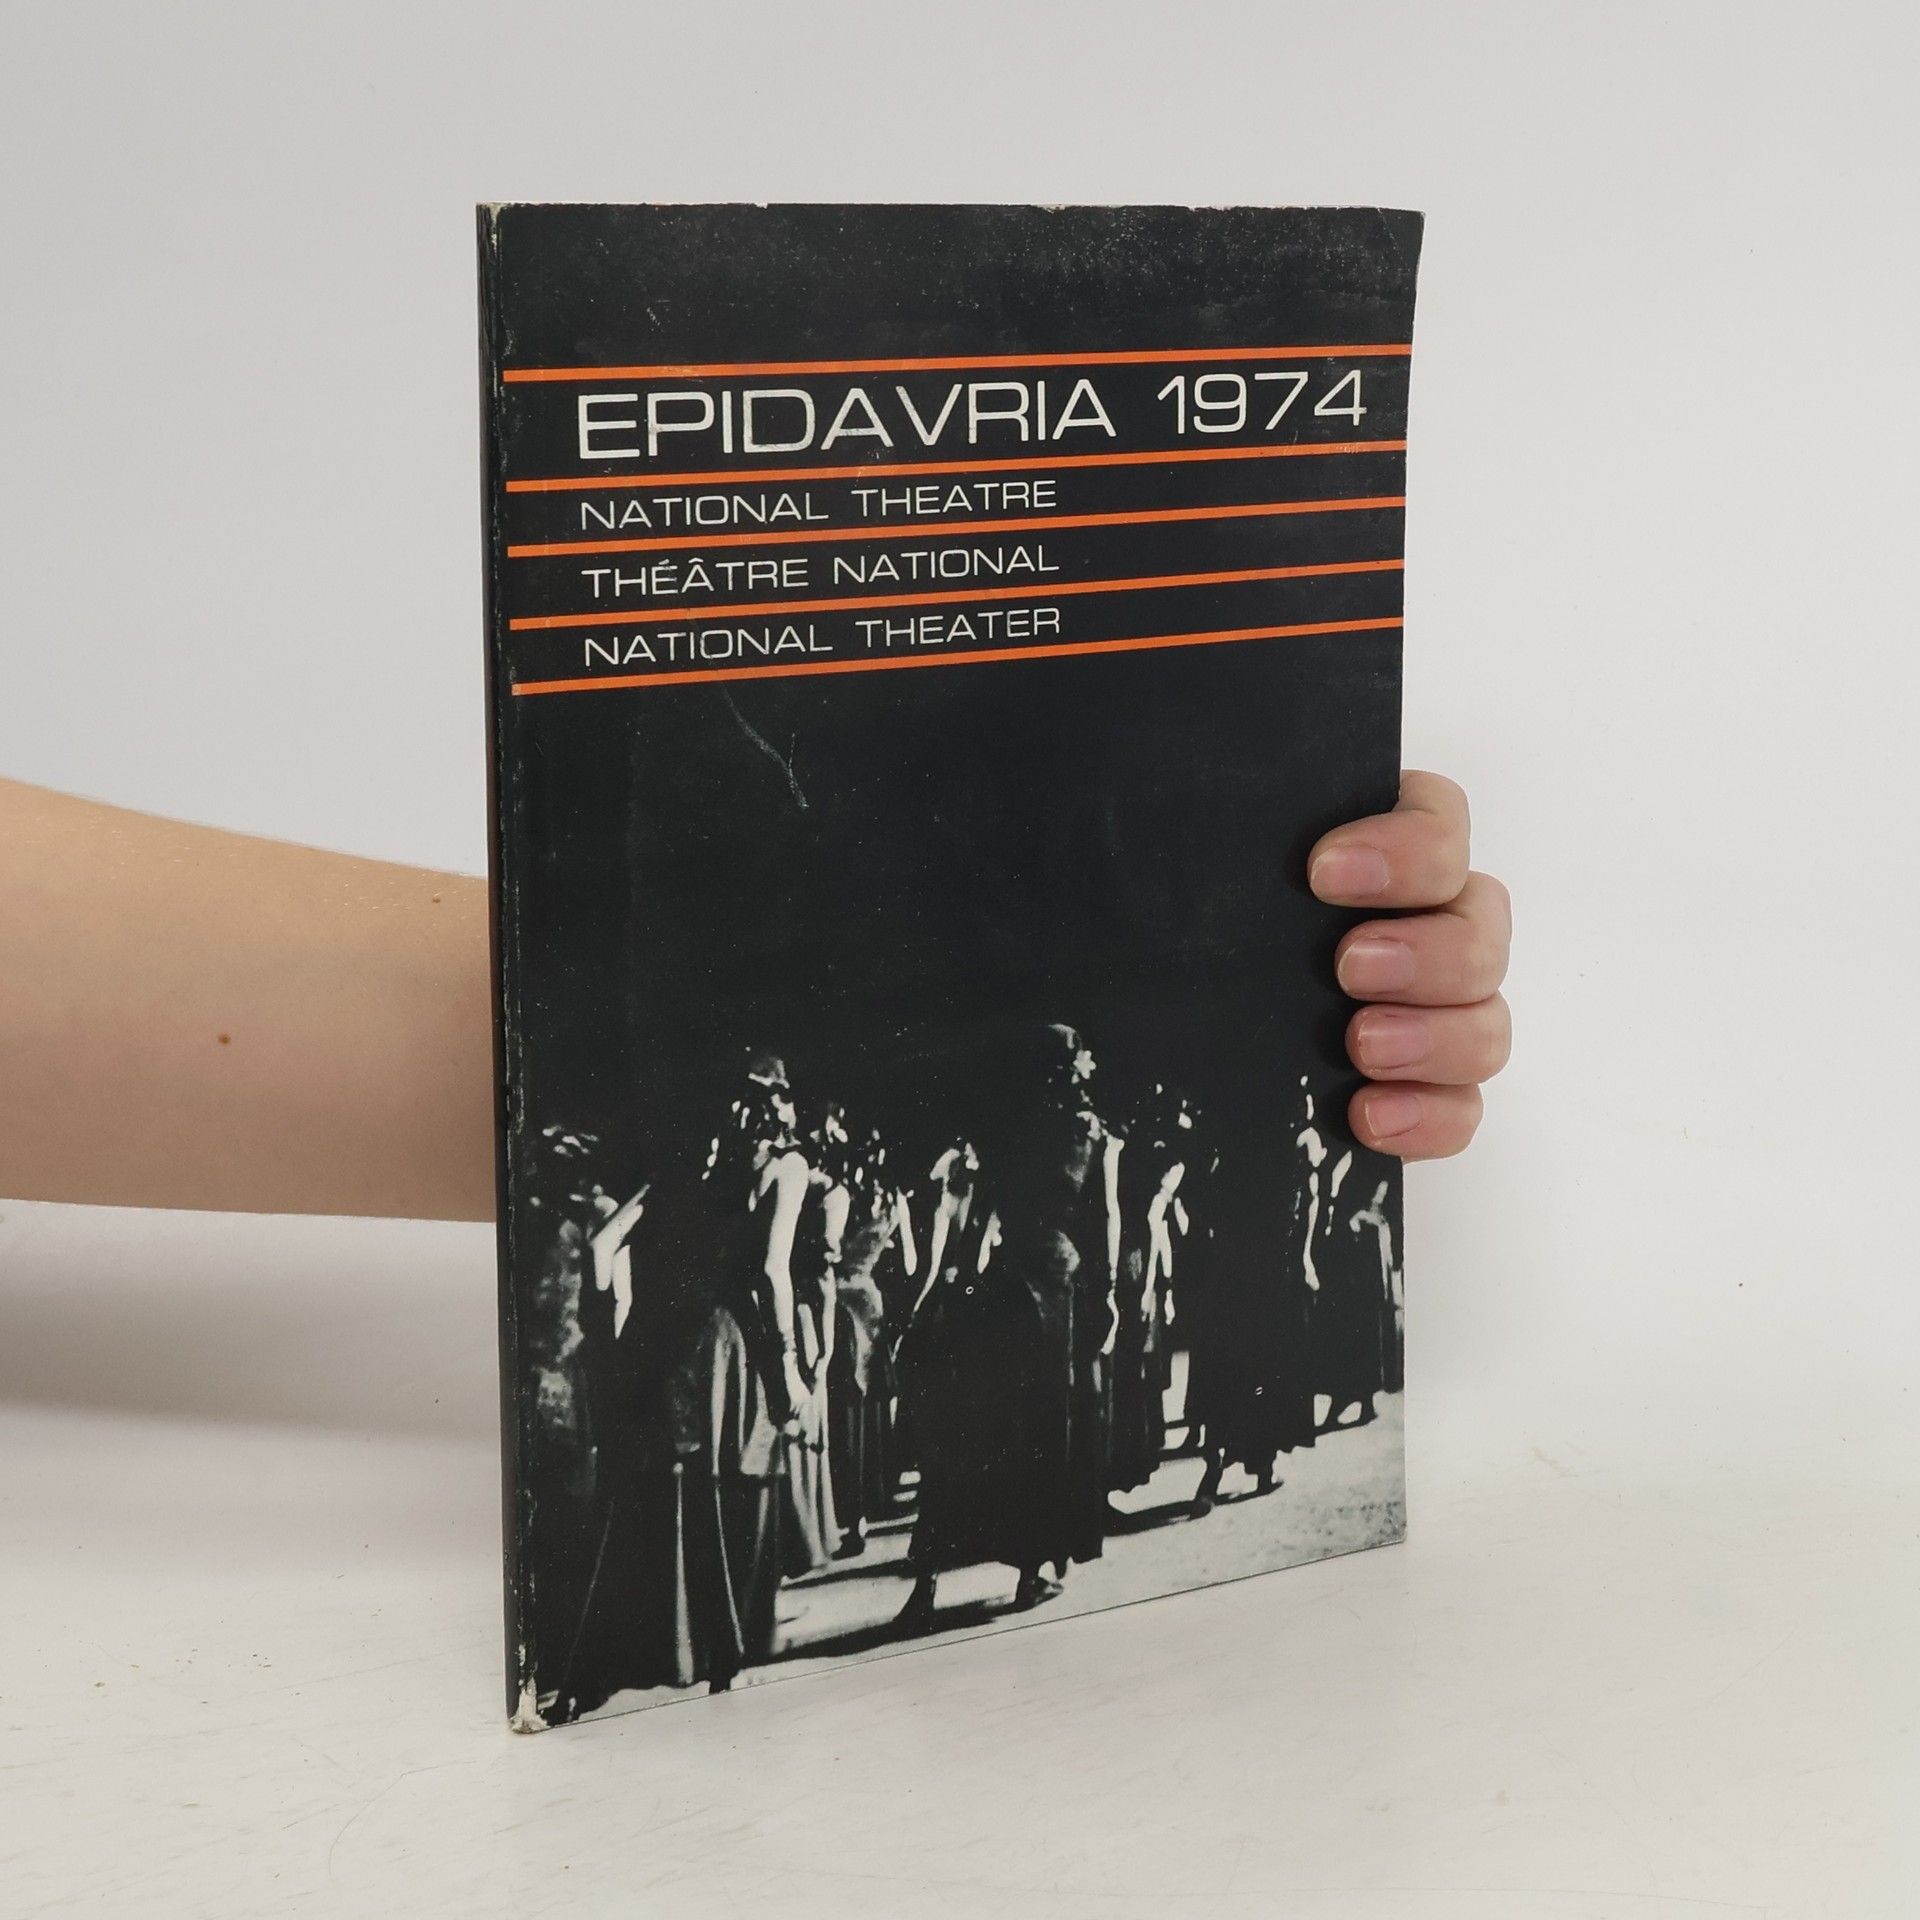 EPIDAVRIA 1974
NATIONAL THEATRE
THÉÂTRE NATIONAL
NATIONAL THEATER